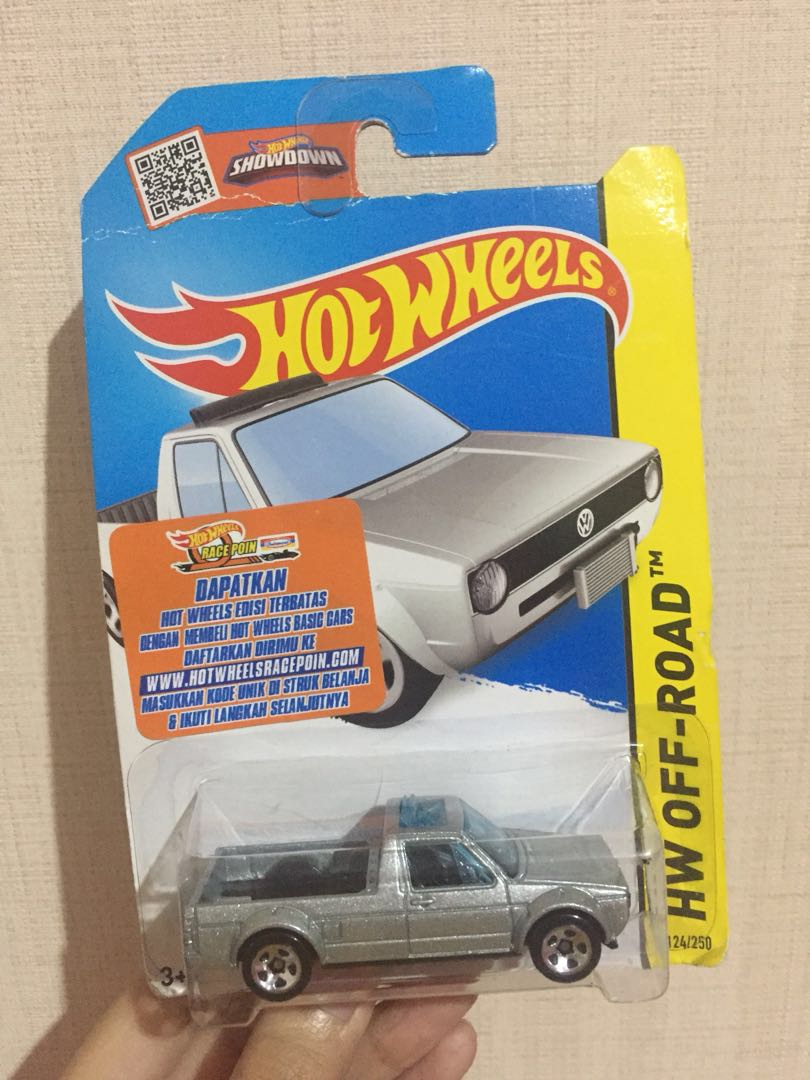 HOT WHEELS
SHOWDOWN
HOT WHEELS®
VW
HOT WHEELS
RACE POIN
DAPATKAN
HOT WHEELS EDISI TERBATAS
DENGAN MEMBELI HOT WHEELS BASIC CARS
DAFTARKAN DIRIMU KE
WWW.HOTWHEELSRACEPOIN.COM
MASUKKAN KODE UNIK DI STRUK BELANJA
& IKUTI LANGKAH SELANJUTNYA
HW OFF-ROAD™
124/250
3+